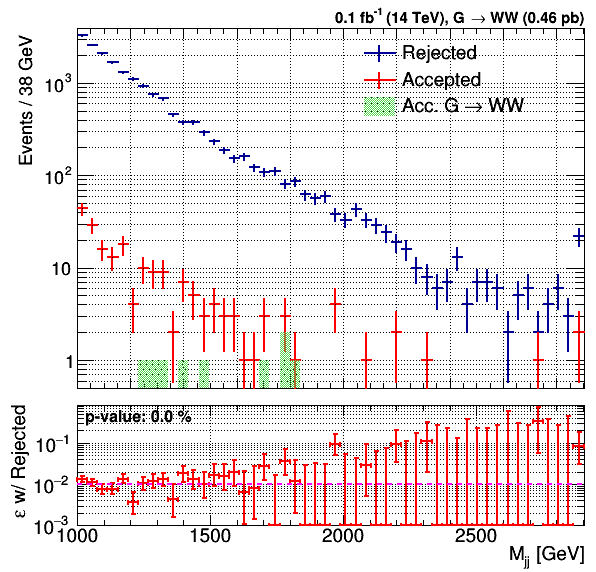 0.1 fb⁻¹ (14 TeV), G → WW (0.46 pb)
Events / 38 GeV
10³
10²
10
1
Rejected
Accepted
Acc. G → WW
p-value: 0.0 %
ε w/ Rejected
10⁻¹
10⁻²
10⁻³
1000 1500 2000 2500
M_jj [GeV]